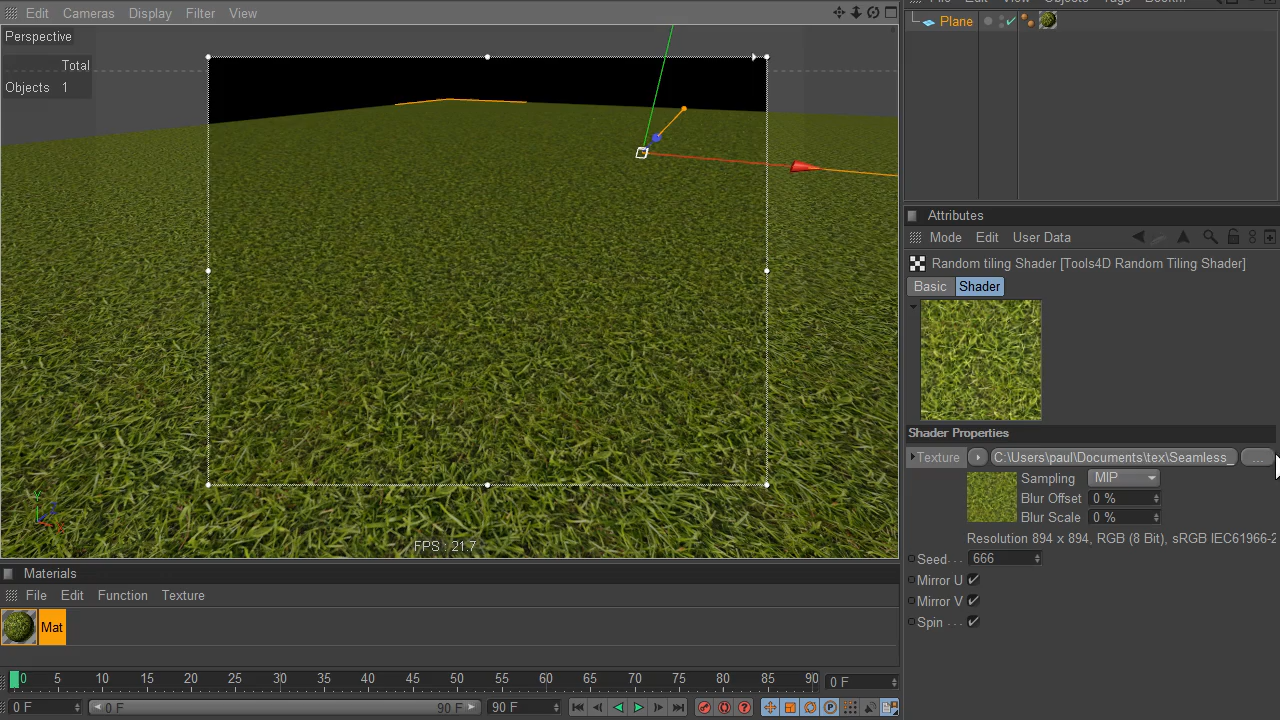 Edit Cameras Display Filter View
Perspective
Total
Objects 1
FPS : 21.7
Plane
Attributes
Mode Edit User Data
Random tiling Shader [Tools4D Random Tiling Shader]
Basic Shader
Shader Properties
Texture C:\Users\paul\Documents\tex\Seamless_ ...
Sampling MIP
Blur Offset 0 %
Blur Scale 0 %
Resolution 894 x 894, RGB (8 Bit), sRGB IEC61966-2
Seed. . . 666
Mirror U
Mirror V
Spin . . .
Materials
File Edit Function Texture
Mat
0 5 10 15 20 25 30 35 40 45 50 55 60 65 70 75 80 85 90
0 F
0 F 0 F 90 F 90 F